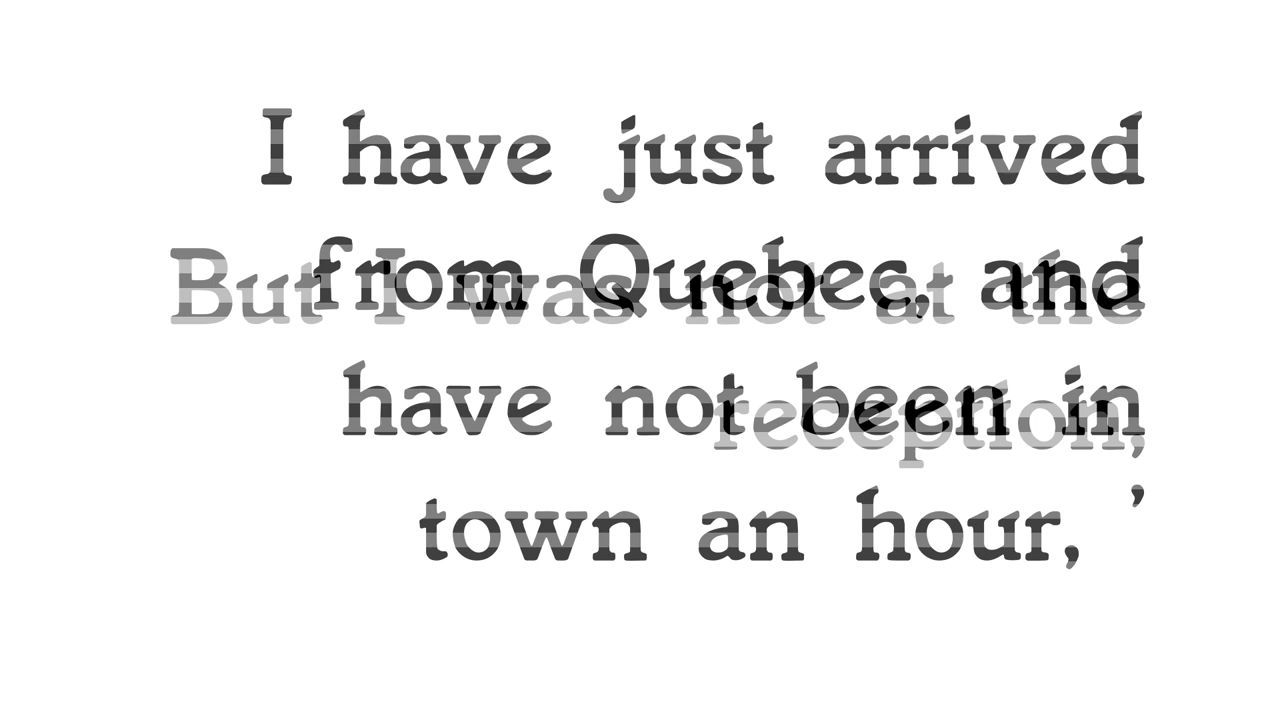 I have just arrived
from Quebec, and
But I was not at the
have not been in
reception,
town an hour, ’